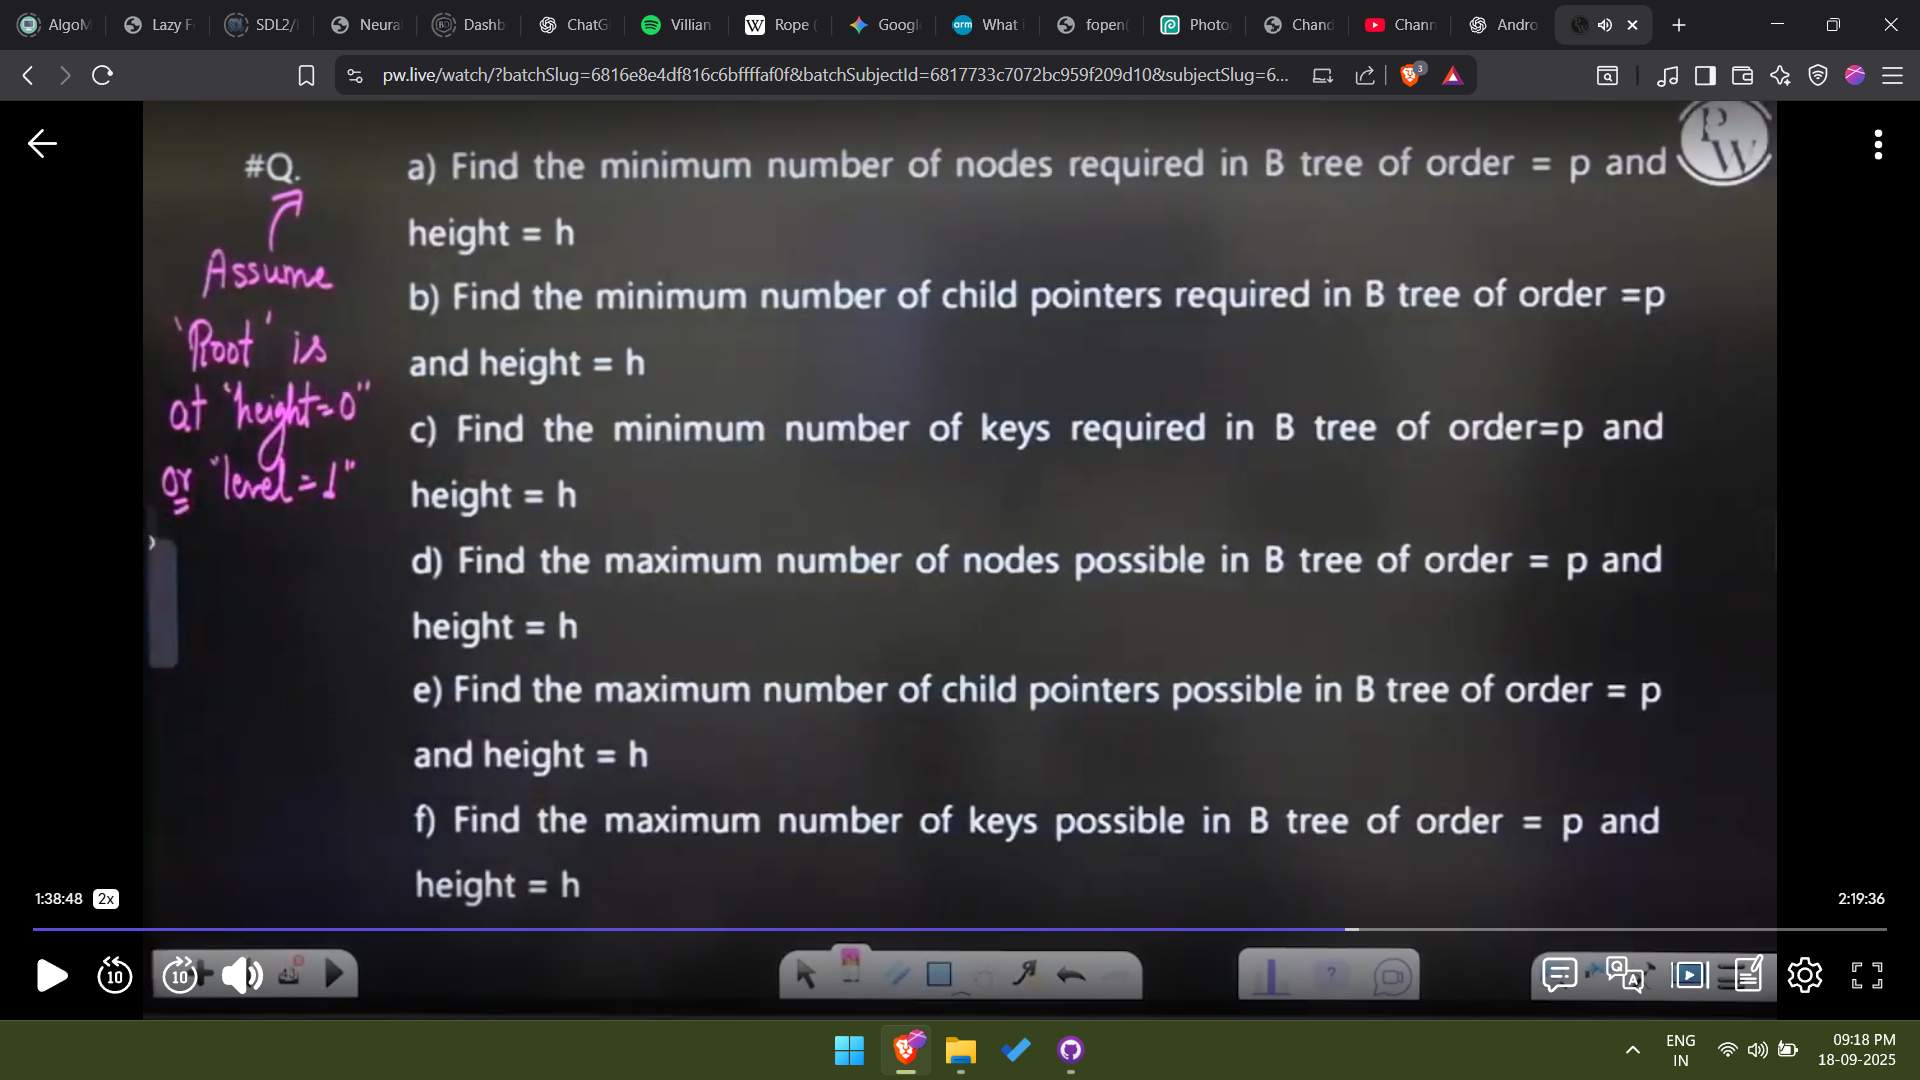 AlgoM
Lazy F
SDL2/
Neura
Dashb
ChatG
Villian
Rope (
Googl
What i
fopen(
Photo
Chand
Chann
Andro
pw.live/watch/?batchSlug=6816e8e4df816c6bffffaf0f&batchSubjectId=6817733c7072bc959f209d10&subjectSlug=6...
3
PW
#Q.
Assume
'Root' is
at "height=0"
or "level=1"
a) Find the minimum number of nodes required in B tree of order = p and
height = h
b) Find the minimum number of child pointers required in B tree of order =p
and height = h
c) Find the minimum number of keys required in B tree of order=p and
height = h
d) Find the maximum number of nodes possible in B tree of order = p and
height = h
e) Find the maximum number of child pointers possible in B tree of order = p
and height = h
f) Find the maximum number of keys possible in B tree of order = p and
height = h
1:38:48 2x
2:19:36
10
10
43
ENG
IN
09:18 PM
18-09-2025